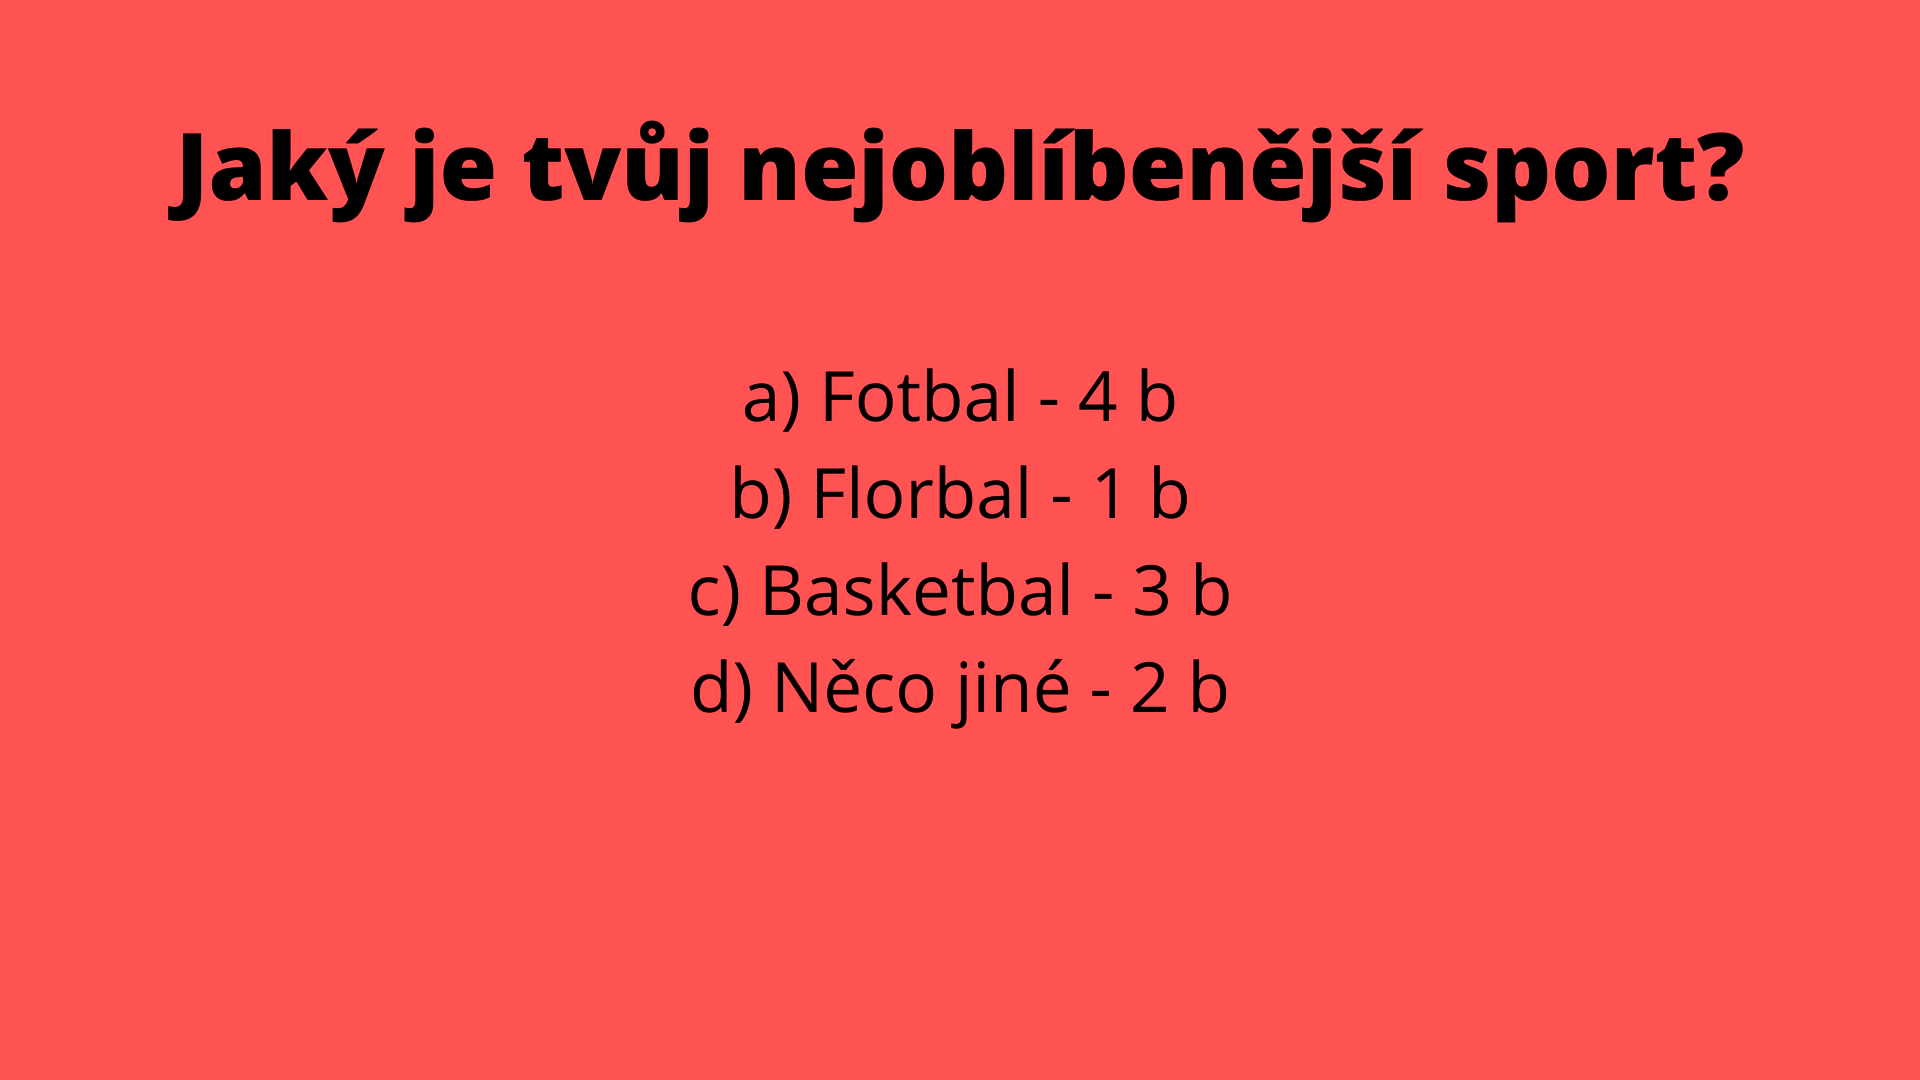 Jaký je tvůj nejoblíbenější sport?
a) Fotbal - 4 b
b) Florbal - 1 b
c) Basketbal - 3 b
d) Něco jiné - 2 b